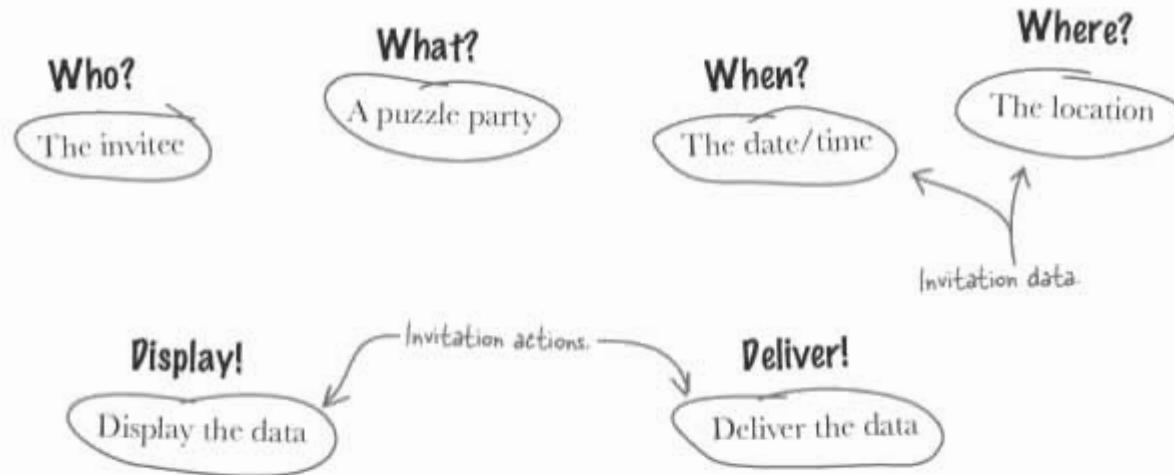 Who?
The invitee
What?
A puzzle party
When?
The date/time
Where?
The location
Invitation data.
Invitation actions.
Display!
Display the data
Deliver!
Deliver the data